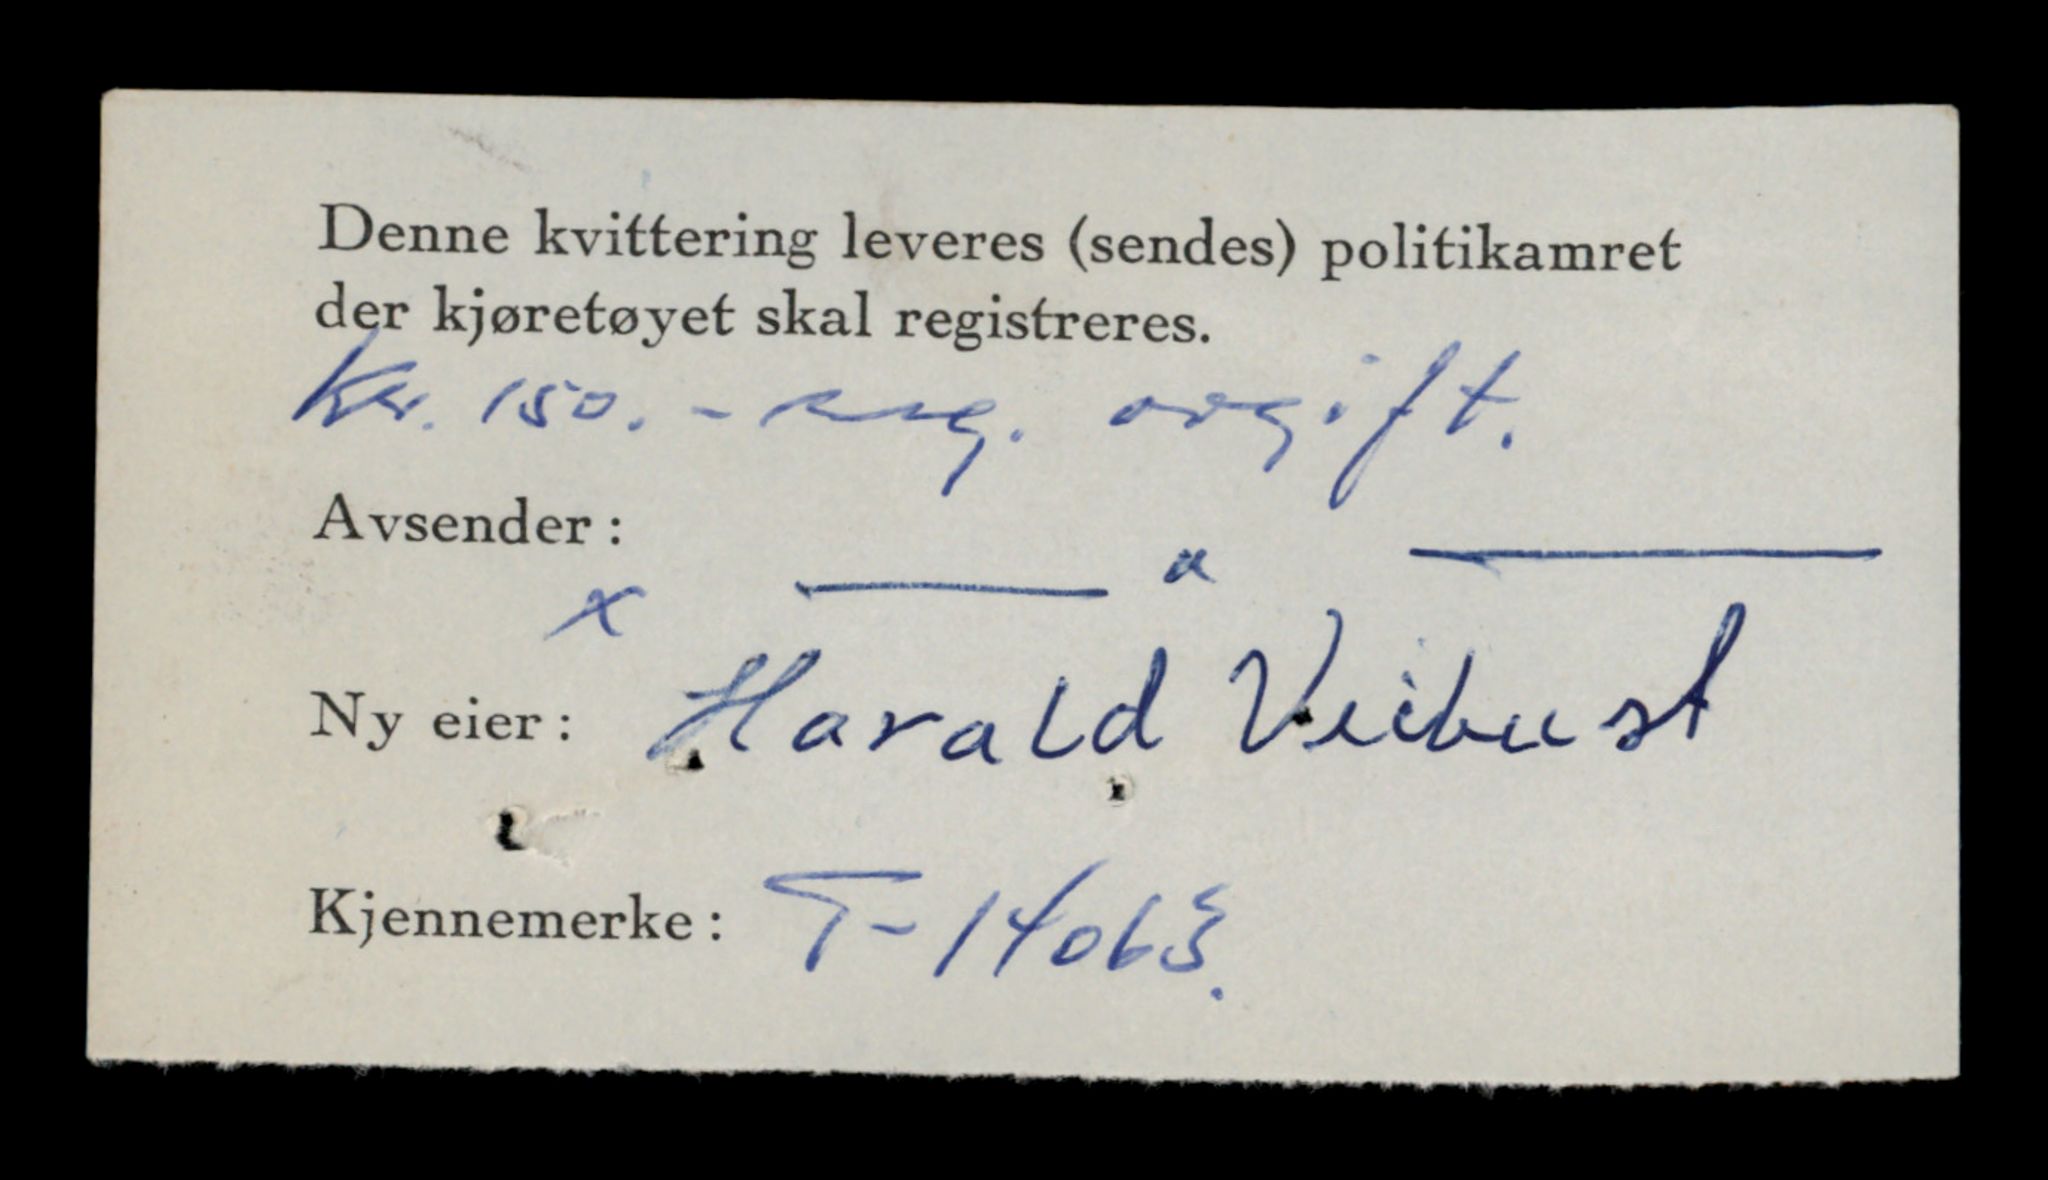 Denne kvittering leveres (sendes) politikamret
der kjøretøyet skal registreres.
Kr. 150.- reg. avgift.
Avsender:
x ——— " ———
Ny eier: Harald Veibust
Kjennemerke: T-14063.